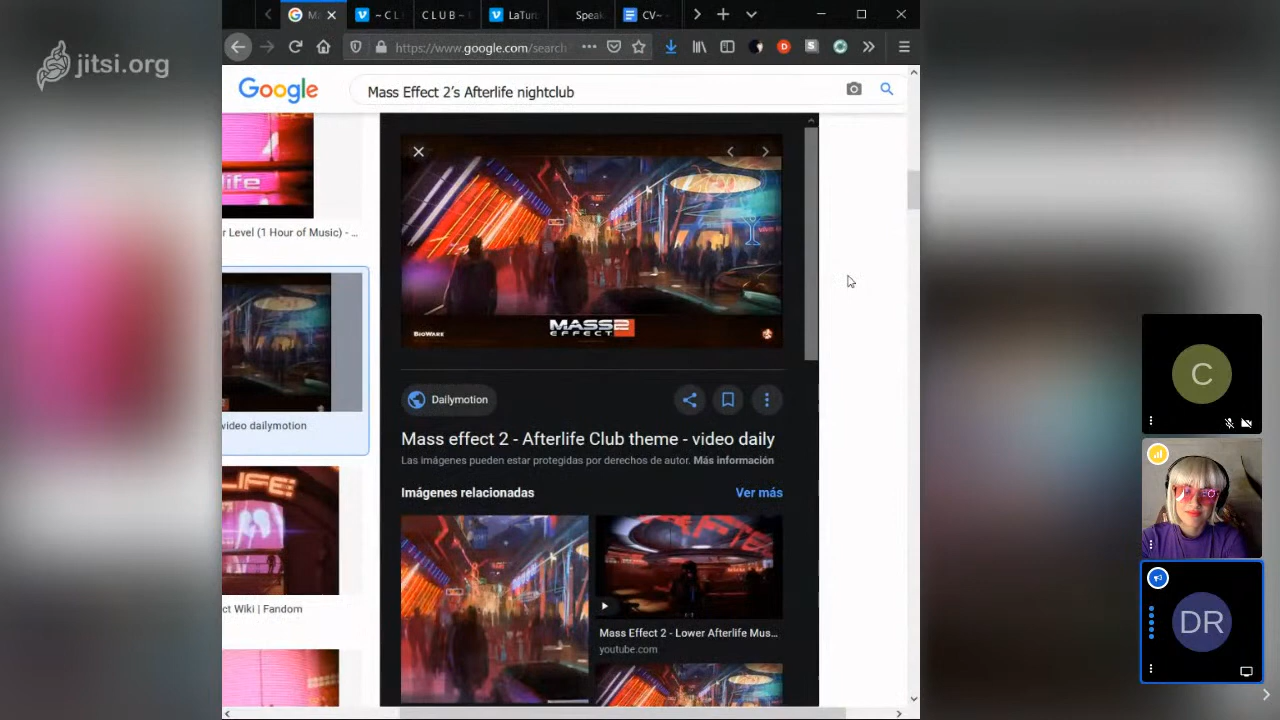 jitsi.org
M
~ C L
C L U B ~
LaTur
Speak
CV~
https://www.google.com/search
Google
Mass Effect 2's Afterlife nightclub
life
r Level (1 Hour of Music) - ...
BIOWARE
MASS EFFECT 2
Dailymotion
Mass effect 2 - Afterlife Club theme - video daily
Las imágenes pueden estar protegidas por derechos de autor. Más información
video dailymotion
Imágenes relacionadas
Ver más
LIFE
AFTE
ct Wiki | Fandom
Mass Effect 2 - Lower Afterlife Mus...
youtube.com
C
DR